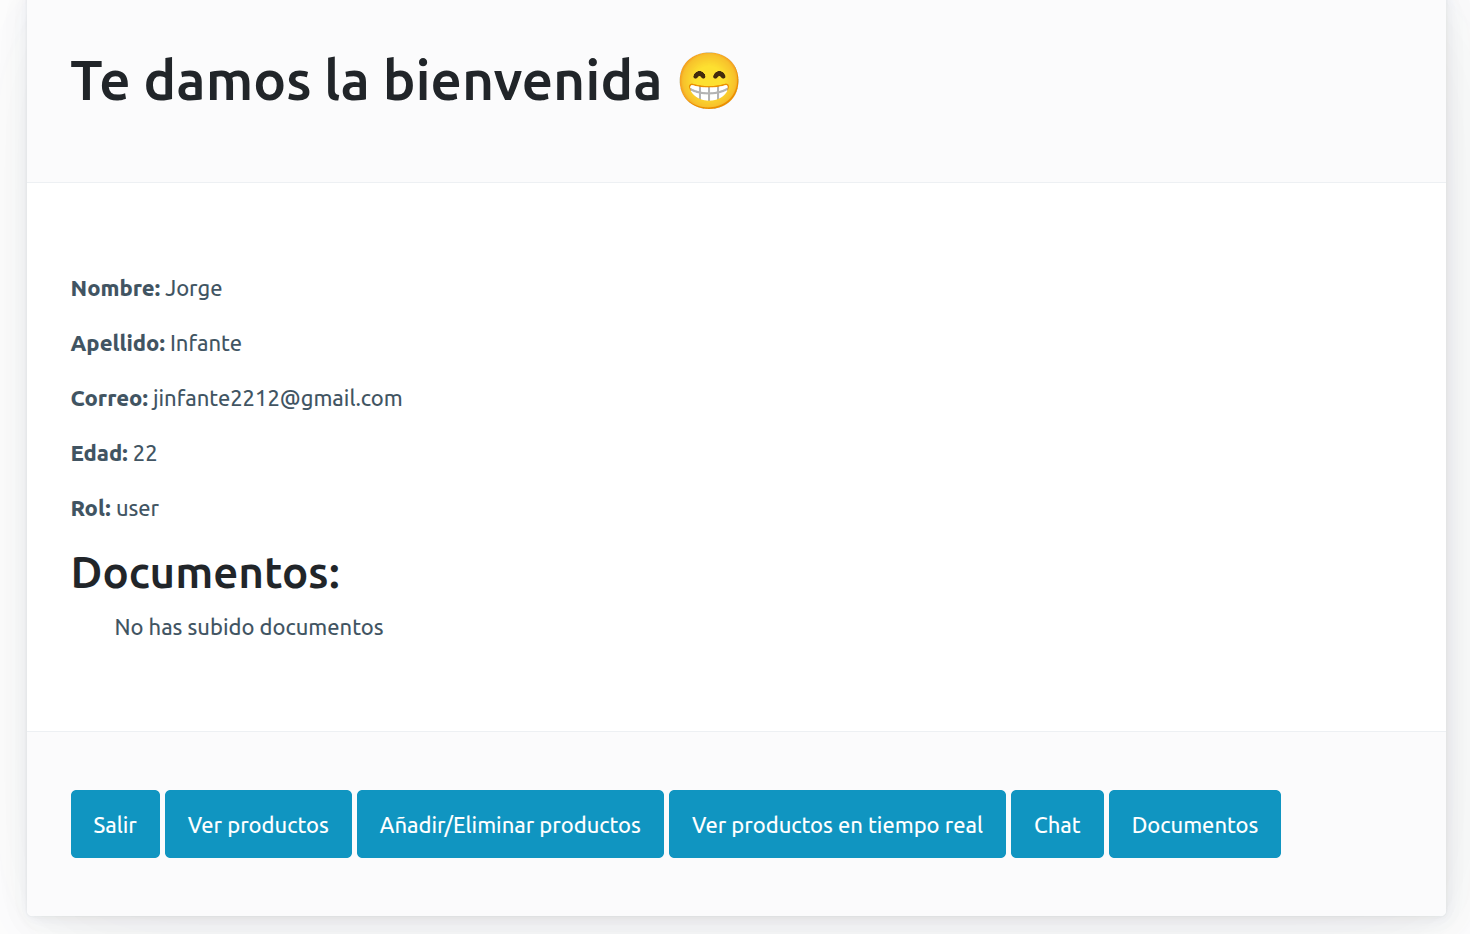 Te damos la bienvenida 😁
Nombre: Jorge
Apellido: Infante
Correo: jinfante2212@gmail.com
Edad: 22
Rol: user
Documentos:
No has subido documentos
Salir Ver productos Añadir/Eliminar productos Ver productos en tiempo real Chat Documentos